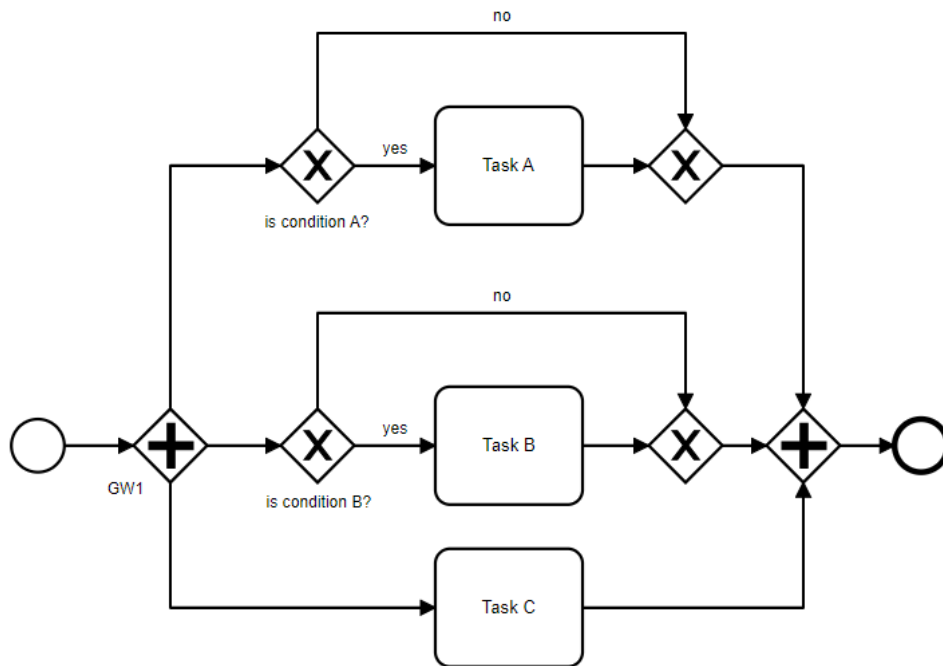 no
yes
Task A
is condition A?
no
yes
Task B
GW1
is condition B?
Task C